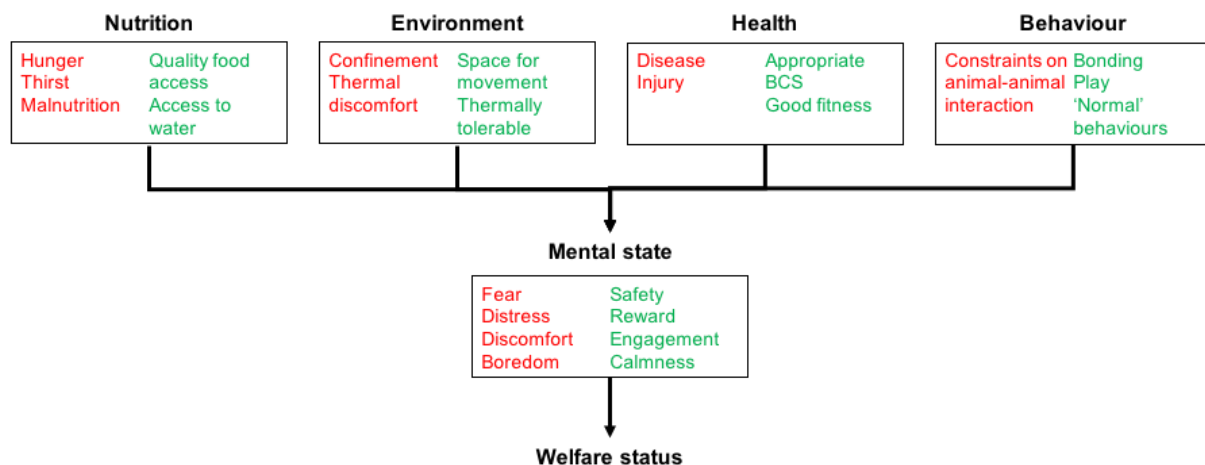 Nutrition
Hunger
Thirst
Malnutrition
Quality food
access
Access to
water
Environment
Confinement
Thermal
discomfort
Space for
movement
Thermally
tolerable
Health
Disease
Injury
Appropriate
BCS
Good fitness
Behaviour
Constraints on
animal-animal
interaction
Bonding
Play
‘Normal’
behaviours
Mental state
Fear
Distress
Discomfort
Boredom
Safety
Reward
Engagement
Calmness
Welfare status